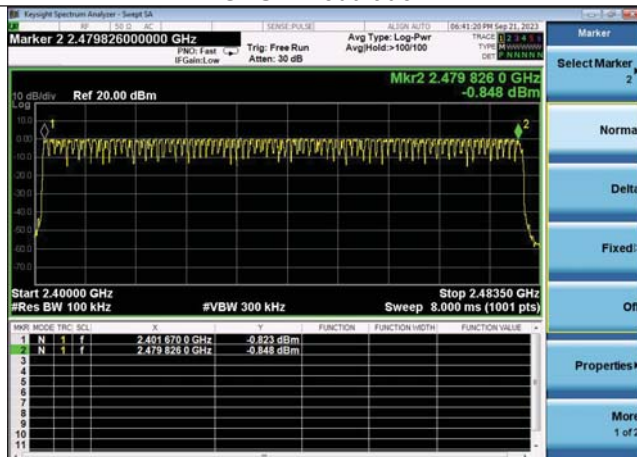 Keysight Spectrum Analyzer - Swept SA
RF 50 Ω AC SENSE:PULSE ALIGN AUTO 06:41:20 PM Sep 21, 2023
Marker 2 2.479826000000 GHz
PNO: Fast
IFGain:Low
Trig: Free Run
Atten: 30 dB
Avg Type: Log-Pwr
Avg|Hold:>100/100
TRACE 1 2 3 4 5 6
TYPE M WWWWW
DET P NNNNN
Mkr2 2.479 826 0 GHz
-0.848 dBm
10 dB/div Ref 20.00 dBm
Log
10.0
0.00
-10.0
-20.0
-30.0
-40.0
-50.0
-60.0
-70.0
1
2
Start 2.40000 GHz Stop 2.48350 GHz
#Res BW 100 kHz #VBW 300 kHz Sweep 8.000 ms (1001 pts)
MKR MODE TRC SCL X Y FUNCTION FUNCTION WIDTH FUNCTION VALUE
1 N 1 f 2.401 670 0 GHz -0.823 dBm
2 N 1 f 2.479 826 0 GHz -0.848 dBm
3
4
5
6
7
8
9
10
11
Marker
Select Marker
2
Normal
Delta
Fixed
Off
Properties
More
1 of 2